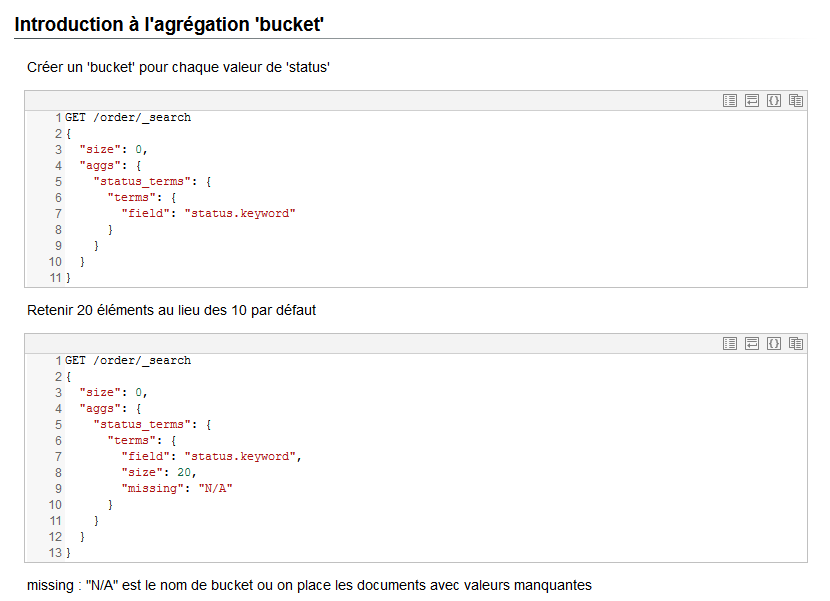 Introduction à l'agrégation 'bucket'
Créer un 'bucket' pour chaque valeur de 'status'
1 GET /order/_search
2 {
3   "size": 0,
4   "aggs": {
5     "status_terms": {
6       "terms": {
7         "field": "status.keyword"
8       }
9     }
10   }
11 }
Retenir 20 éléments au lieu des 10 par défaut
1 GET /order/_search
2 {
3   "size": 0,
4   "aggs": {
5     "status_terms": {
6       "terms": {
7         "field": "status.keyword",
8         "size": 20,
9         "missing": "N/A"
10       }
11     }
12   }
13 }
missing : "N/A" est le nom de bucket ou on place les documents avec valeurs manquantes